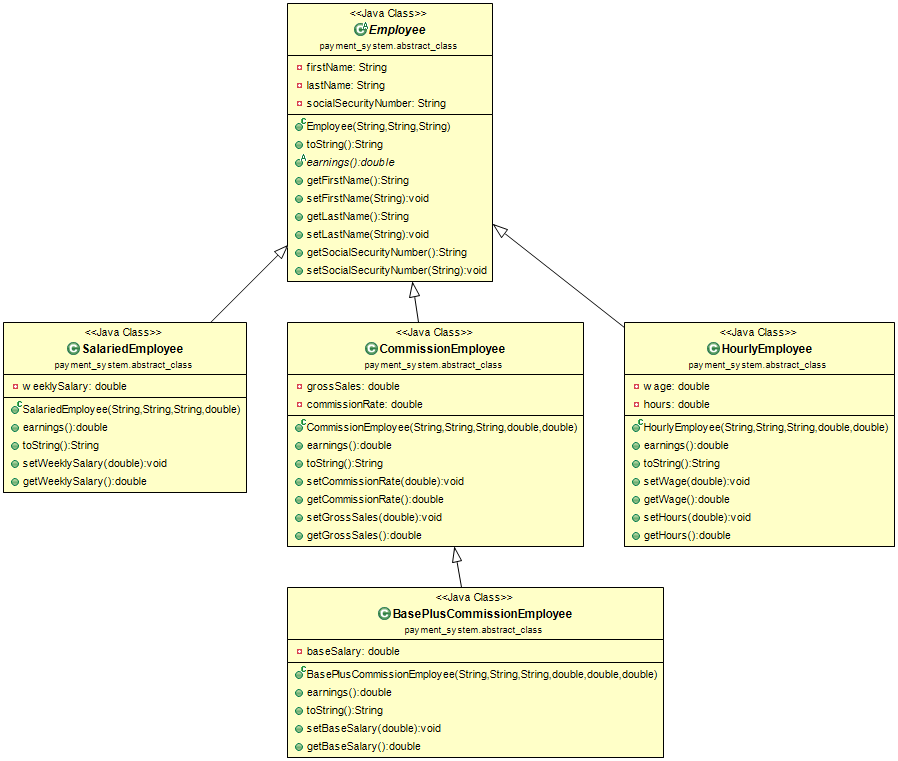 <<Java Class>>
Employee
payment_system.abstract_class
firstName: String
lastName: String
socialSecurityNumber: String
Employee(String,String,String)
toString():String
earnings():double
getFirstName():String
setFirstName(String):void
getLastName():String
setLastName(String):void
getSocialSecurityNumber():String
setSocialSecurityNumber(String):void
<<Java Class>>
SalariedEmployee
payment_system.abstract_class
weeklySalary: double
SalariedEmployee(String,String,String,double)
earnings():double
toString():String
setWeeklySalary(double):void
getWeeklySalary():double
<<Java Class>>
CommissionEmployee
payment_system.abstract_class
grossSales: double
commissionRate: double
CommissionEmployee(String,String,String,double,double)
earnings():double
toString():String
setCommissionRate(double):void
getCommissionRate():double
setGrossSales(double):void
getGrossSales():double
<<Java Class>>
HourlyEmployee
payment_system.abstract_class
wage: double
hours: double
HourlyEmployee(String,String,String,double,double)
earnings():double
toString():String
setWage(double):void
getWage():double
setHours(double):void
getHours():double
<<Java Class>>
BasePlusCommissionEmployee
payment_system.abstract_class
baseSalary: double
BasePlusCommissionEmployee(String,String,String,double,double,double)
earnings():double
toString():String
setBaseSalary(double):void
getBaseSalary():double